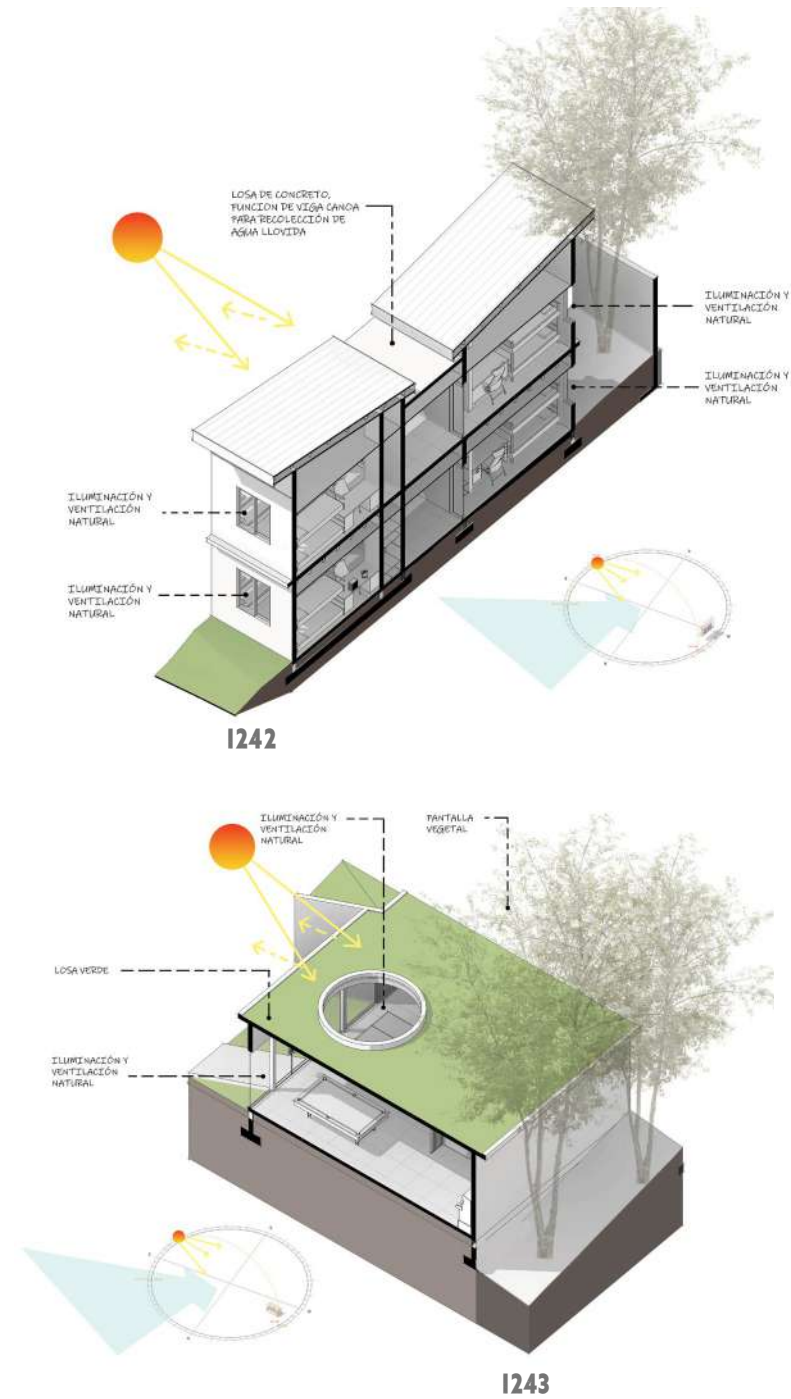 LOSA DE CONCRETO,
FUNCION DE VIGA CANOA
PARA RECOLECCIÓN DE
AGUA LLOVIDA
ILUMINACIÓN Y
VENTILACIÓN
NATURAL
ILUMINACIÓN Y
VENTILACIÓN
NATURAL
ILUMINACIÓN Y
VENTILACIÓN
NATURAL
ILUMINACIÓN Y
VENTILACIÓN
NATURAL
1242
ILUMINACIÓN Y
VENTILACIÓN
NATURAL
PANTALLA
VEGETAL
LOSA VERDE
ILUMINACIÓN Y
VENTILACIÓN
NATURAL
1243